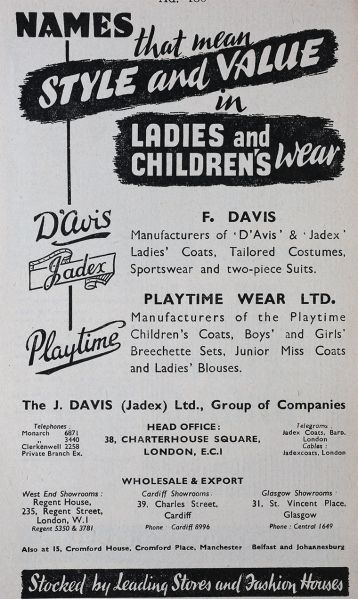 NAMES
that mean
STYLE and VALUE
in
LADIES and
CHILDREN'S Wear
D'Avis
Jadex
Playtime
F. DAVIS
Manufacturers of 'D'Avis' & 'Jadex'
Ladies' Coats, Tailored Costumes,
Sportswear and two-piece Suits.
PLAYTIME WEAR LTD.
Manufacturers of the Playtime
Children's Coats, Boys' and Girls'
Breechette Sets, Junior Miss Coats
and Ladies' Blouses.
The J. DAVIS (Jadex) Ltd., Group of Companies
Telephones:
Monarch 6871
" 3440
Clerkenwell 2258
Private Branch Ex.
HEAD OFFICE:
38, CHARTERHOUSE SQUARE,
LONDON, E.C.1
Telegrams:
Jadex Coats, Barb,
London
Cables:
Jadexcoats, London
WHOLESALE & EXPORT
West End Showrooms:
Regent House,
235, Regent Street,
London, W.1
Regent 5350 & 3781
Cardiff Showrooms:
39. Charles Street,
Cardiff
Phone: Cardiff 8996
Glasgow Showrooms:
31. St. Vincent Place,
Glasgow
Phone: Central 1649
Also at 15, Cromford House, Cromford Place, Manchester Belfast and Johannesburg
Stocked by Leading Stores and Fashion Houses